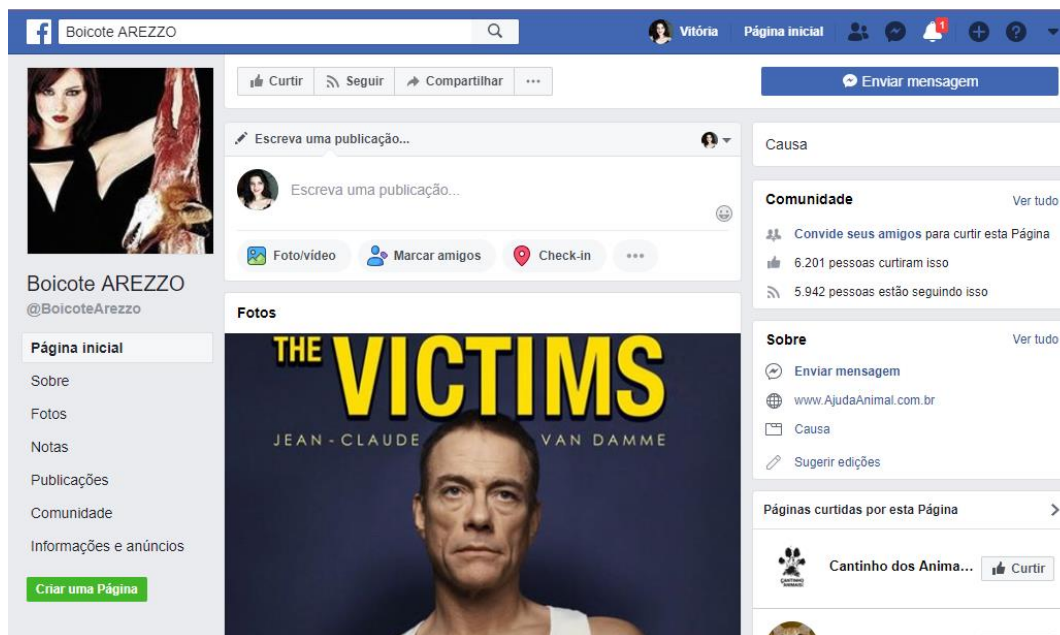 Boicote AREZZO
Vitória
Página inicial
1
Curtir
Seguir
Compartilhar
Enviar mensagem
Boicote AREZZO
@BoicoteArezzo
Página inicial
Sobre
Fotos
Notas
Publicações
Comunidade
Informações e anúncios
Criar uma Página
Escreva uma publicação...
Escreva uma publicação...
Foto/vídeo
Marcar amigos
Check-in
Fotos
THE VICTIMS
JEAN-CLAUDE VAN DAMME
Causa
Comunidade Ver tudo
Convide seus amigos para curtir esta Página
6.201 pessoas curtiram isso
5.942 pessoas estão seguindo isso
Sobre Ver tudo
Enviar mensagem
www.AjudaAnimal.com.br
Causa
Sugerir edições
Páginas curtidas por esta Página
Cantinho dos Anima... Curtir